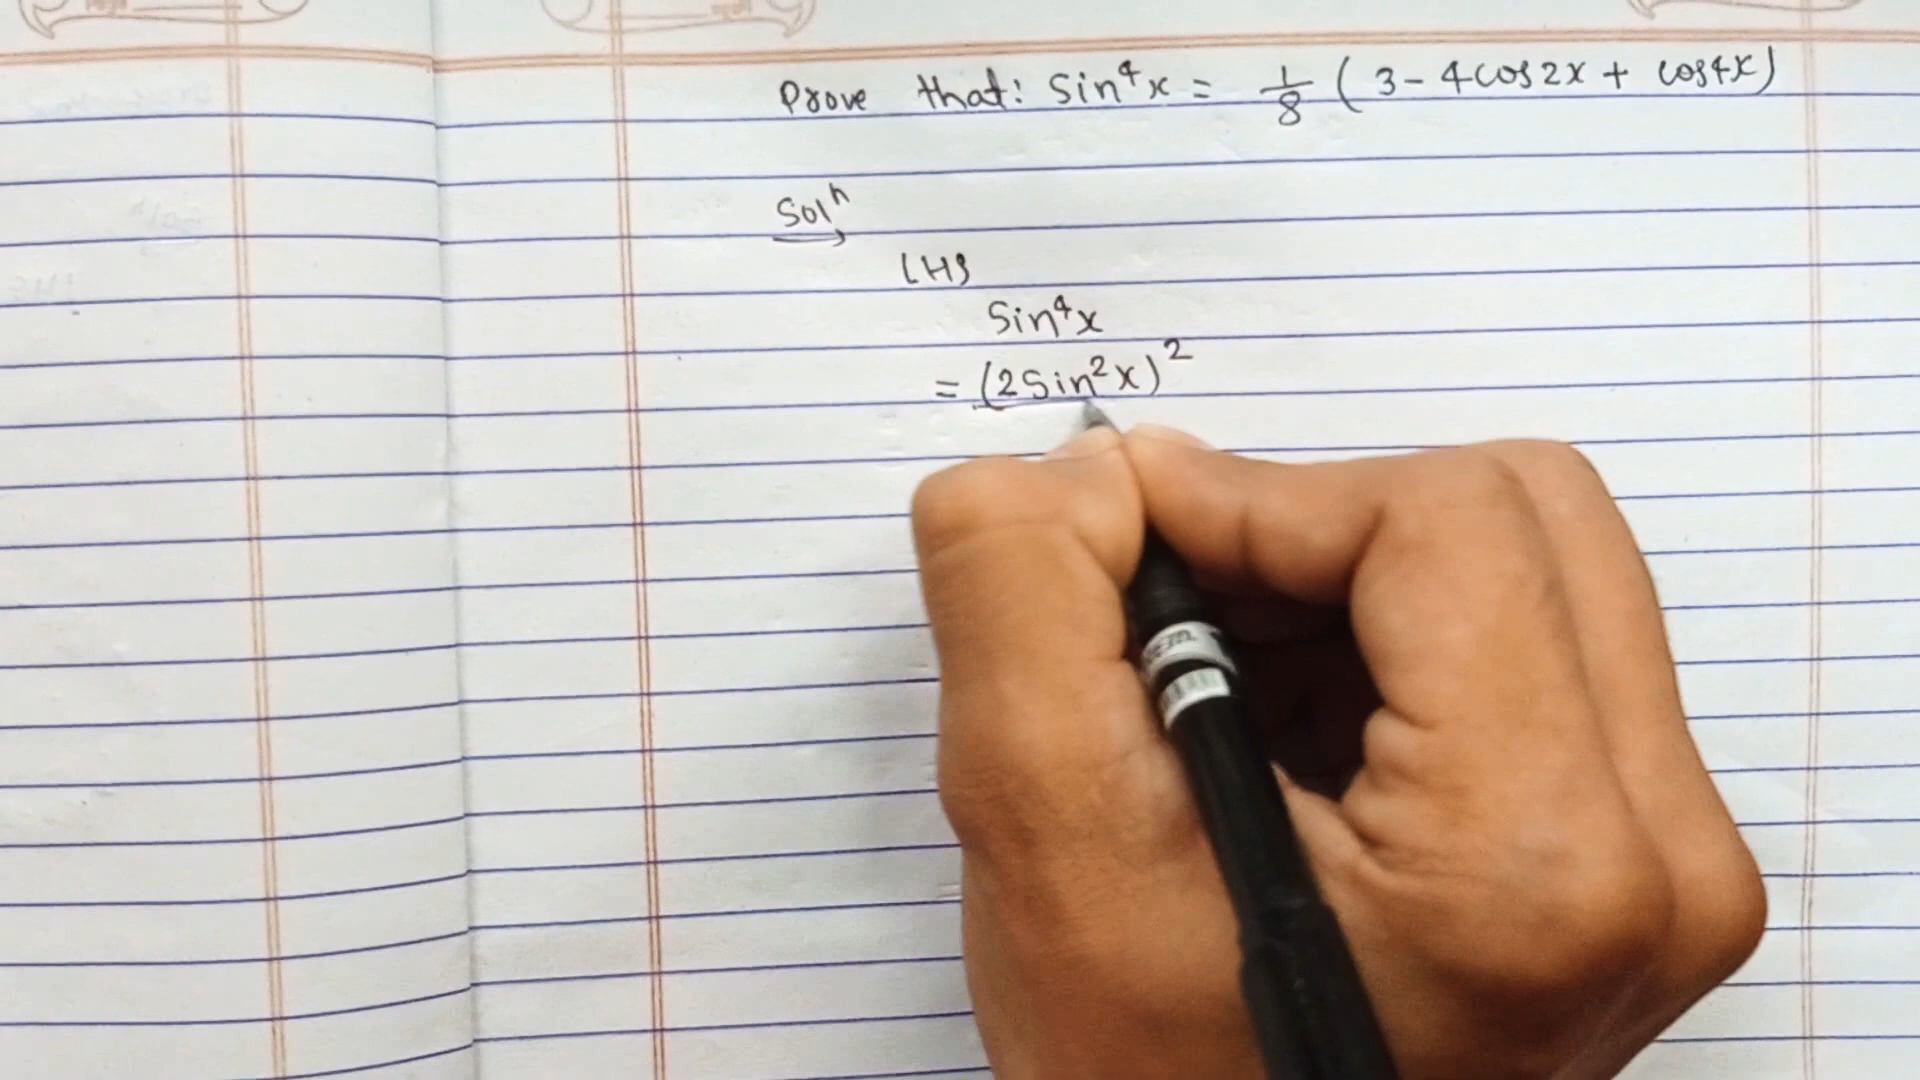 Prove that: Sin⁴x = 1/8 ( 3 - 4cos2x + cos4x)
Solⁿ
LHS
Sin⁴x
= (2Sin²x)²